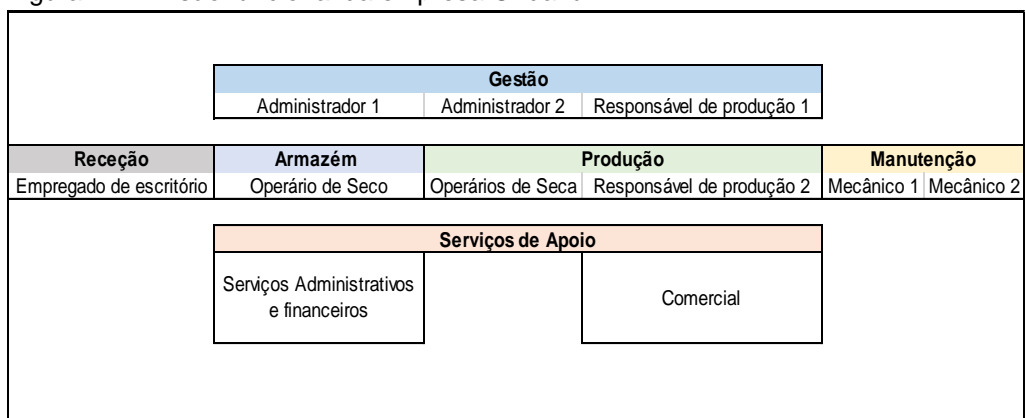 Gestão
Administrador 1 Administrador 2 Responsável de produção 1
Receção Armazém Produção Manutenção
Empregado de escritório Operário de Seco Operários de Seca Responsável de produção 2 Mecânico 1 Mecânico 2
Serviços de Apoio
Serviços Administrativos
e financeiros
Comercial